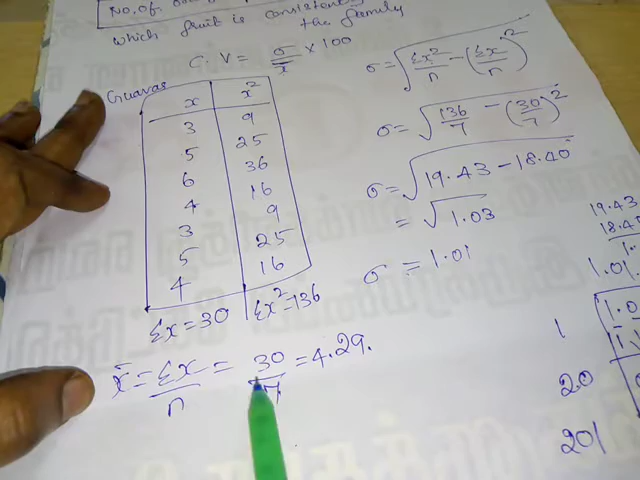 No. of
which fruit is consistently
the family
C.V = σ/x̄ × 100
Guavas
x x²
3 9
5 25
6 36
4 16
3 9
5 25
4 16
Σx = 30 Σx² = 136
x̄ = Σx/n = 30/7 = 4.29.
σ = √(Σx²/n − (Σx/n)²)
σ = √(136/7 − (30/7)²)
σ = √(19.43 − 18.40)
= √1.03
σ = 1.01
19.43
18.40
1.01
1
20
201